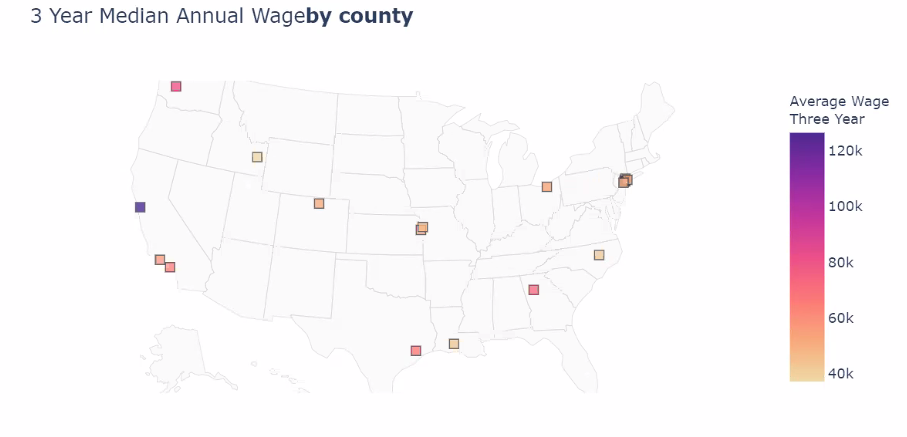 3 Year Median Annual Wageby county
Average Wage
Three Year
120k
100k
80k
60k
40k